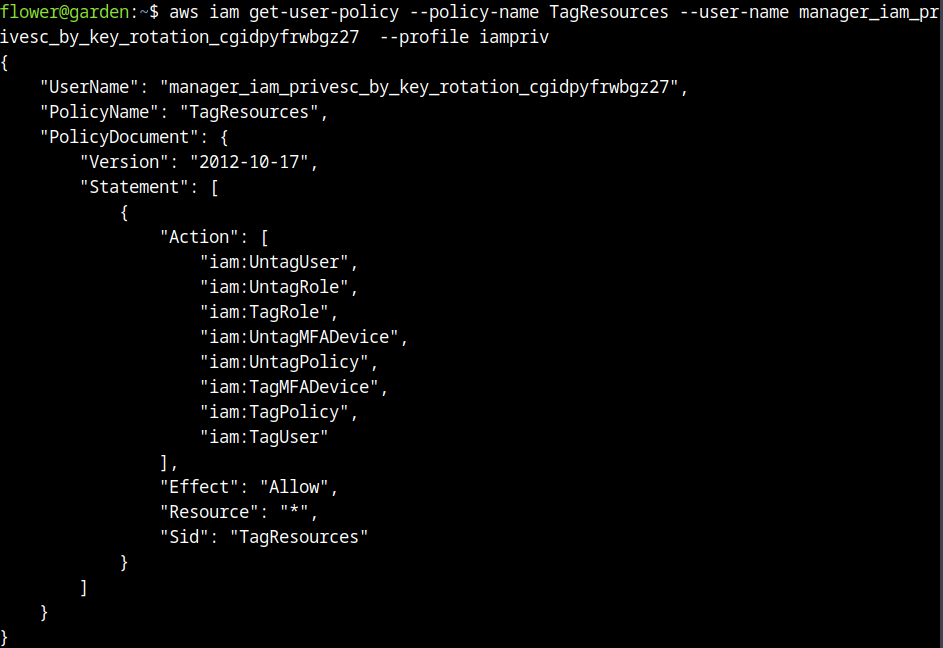 flower@garden:~$ aws iam get-user-policy --policy-name TagResources --user-name manager_iam_pr
ivesc_by_key_rotation_cgidpyfrwbgz27  --profile iampriv
{
    "UserName": "manager_iam_privesc_by_key_rotation_cgidpyfrwbgz27",
    "PolicyName": "TagResources",
    "PolicyDocument": {
        "Version": "2012-10-17",
        "Statement": [
            {
                "Action": [
                    "iam:UntagUser",
                    "iam:UntagRole",
                    "iam:TagRole",
                    "iam:UntagMFADevice",
                    "iam:UntagPolicy",
                    "iam:TagMFADevice",
                    "iam:TagPolicy",
                    "iam:TagUser"
                ],
                "Effect": "Allow",
                "Resource": "*",
                "Sid": "TagResources"
            }
        ]
    }
}